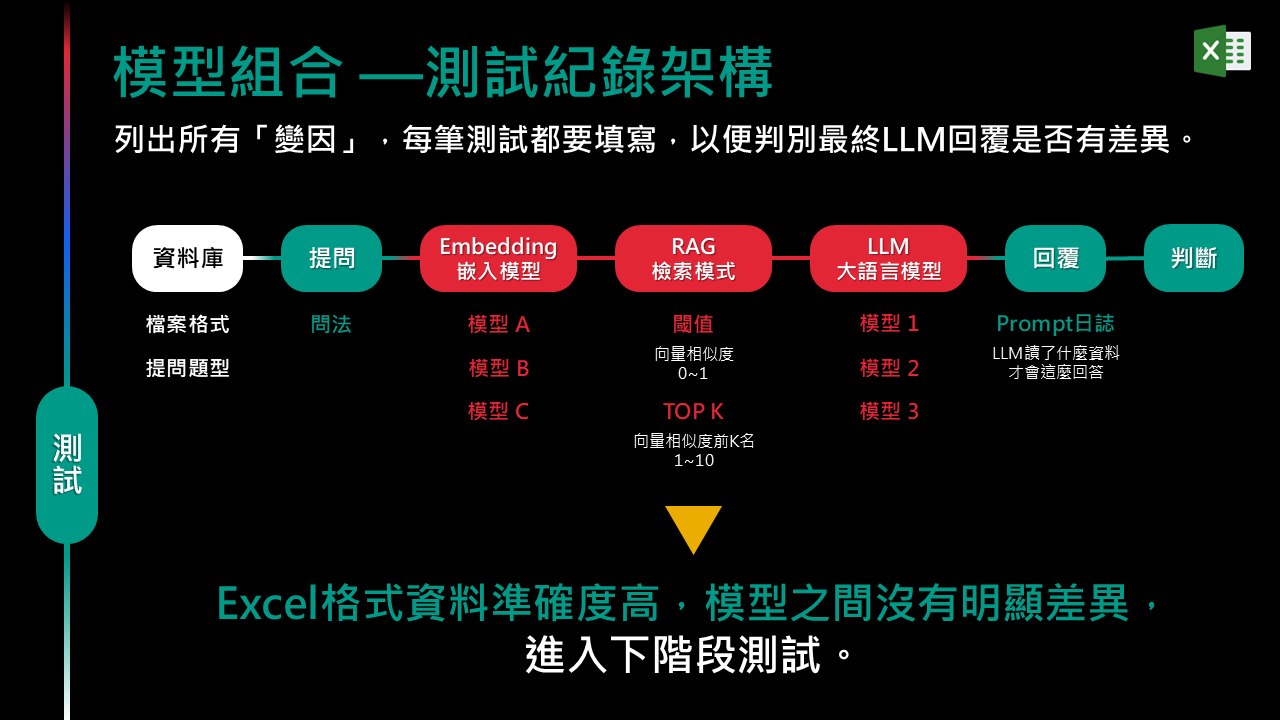 模型組合 —測試紀錄架構
列出所有「變因」，每筆測試都要填寫，以便判別最終LLM回覆是否有差異。
資料庫
檔案格式
提問題型
提問
問法
Embedding
嵌入模型
模型 A
模型 B
模型 C
RAG
檢索模式
閾值
向量相似度
0~1
TOP K
向量相似度前K名
1~10
LLM
大語言模型
模型 1
模型 2
模型 3
回覆
Prompt日誌
LLM讀了什麼資料
才會這麼回答
判斷
測試
Excel格式資料準確度高，模型之間沒有明顯差異，
進入下階段測試。
X